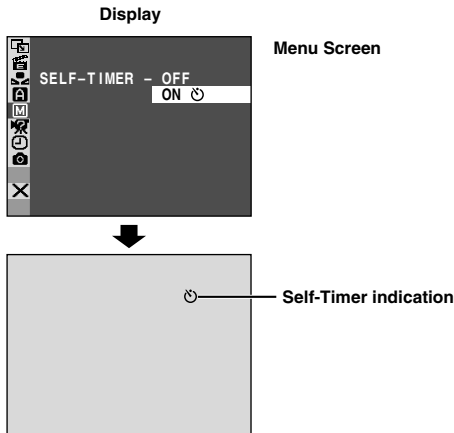 Display
Menu Screen
SELF-TIMER – OFF
ON
A
M
Self-Timer indication